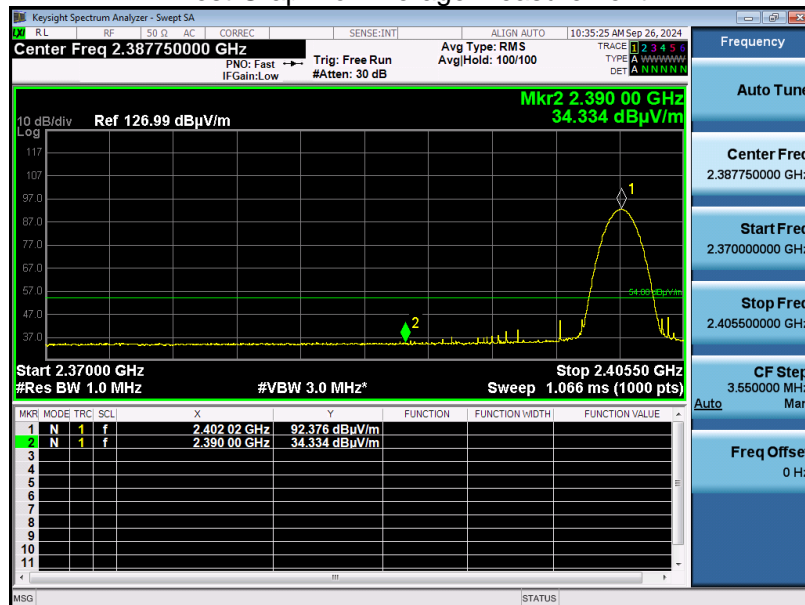 Keysight Spectrum Analyzer - Swept SA
RL RF 50 Ω AC CORREC SENSE:INT ALIGN AUTO 10:35:25 AM Sep 26, 2024
Center Freq 2.387750000 GHz
PNO: Fast
IFGain:Low
Trig: Free Run
#Atten: 30 dB
Avg Type: RMS
Avg|Hold: 100/100
TRACE 1 2 3 4 5 6
TYPE A W W W W W
DET A N N N N N
Mkr2 2.390 00 GHz
34.334 dBµV/m
10 dB/div Ref 126.99 dBµV/m
Log
117
107
97.0
87.0
77.0
67.0
57.0
47.0
37.0
1
54.00 dBµV/m
2
Start 2.37000 GHz Stop 2.40550 GHz
#Res BW 1.0 MHz #VBW 3.0 MHz* Sweep 1.066 ms (1000 pts)
MKR MODE TRC SCL X Y FUNCTION FUNCTION WIDTH FUNCTION VALUE
1 N 1 f 2.402 02 GHz 92.376 dBµV/m
2 N 1 f 2.390 00 GHz 34.334 dBµV/m
3
4
5
6
7
8
9
10
11
MSG STATUS
Frequency
Auto Tune
Center Freq
2.387750000 GHz
Start Freq
2.370000000 GHz
Stop Freq
2.405500000 GHz
CF Step
3.550000 MHz
Auto Man
Freq Offset
0 Hz